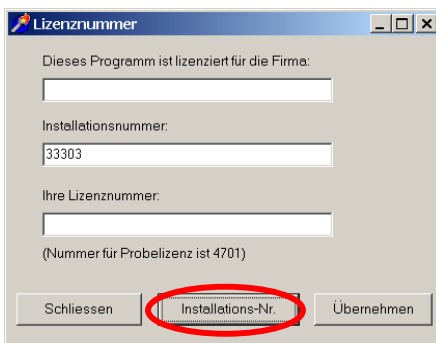 Lizenznummer
Dieses Programm ist lizenziert für die Firma:
Installationsnummer:
33303
Ihre Lizenznummer:
(Nummer für Probelizenz ist 4701)
Schliessen Installations-Nr. Übernehmen